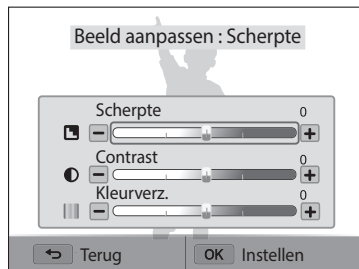 Beeld aanpassen : Scherpte
Scherpte 0
Contrast 0
Kleurverz. 0
Terug OK Instellen